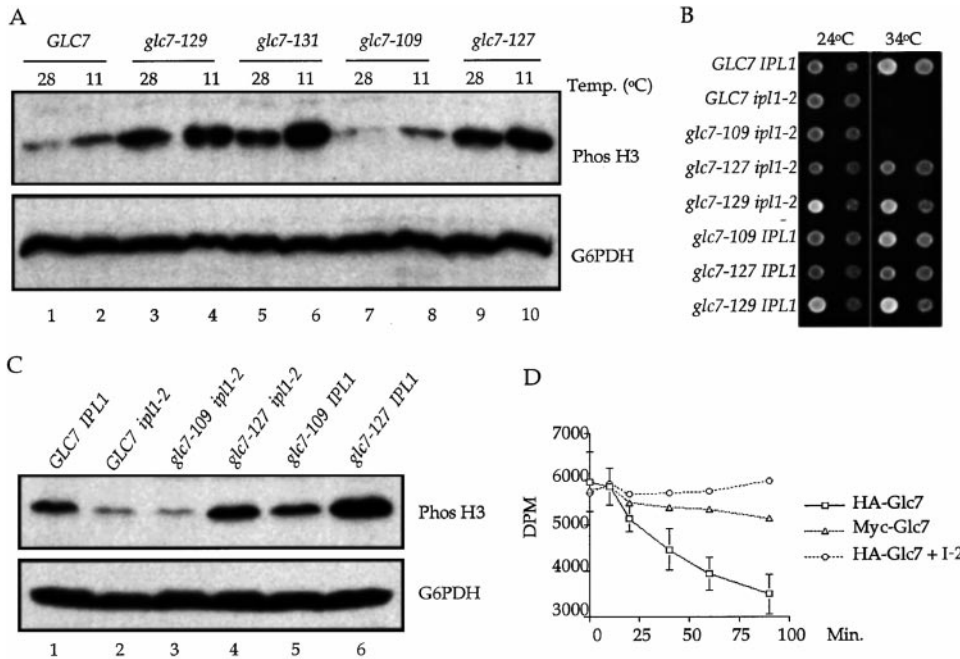 A
GLC7 glc7-129 glc7-131 glc7-109 glc7-127
28 11 28 11 28 11 28 11 28 11 Temp. (ºC)
Phos H3
G6PDH
1 2 3 4 5 6 7 8 9 10
B
24ºC 34ºC
GLC7 IPL1
GLC7 ipl1-2
glc7-109 ipl1-2
glc7-127 ipl1-2
glc7-129 ipl1-2
glc7-109 IPL1
glc7-127 IPL1
glc7-129 IPL1
C
GLC7 IPL1
GLC7 ipl1-2
glc7-109 ipl1-2
glc7-127 ipl1-2
glc7-109 IPL1
glc7-127 IPL1
Phos H3
G6PDH
1 2 3 4 5 6
D
7000
6000
5000
4000
3000
DPM
0 25 50 75 100 Min.
HA-Glc7
Myc-Glc7
HA-Glc7 + I-2